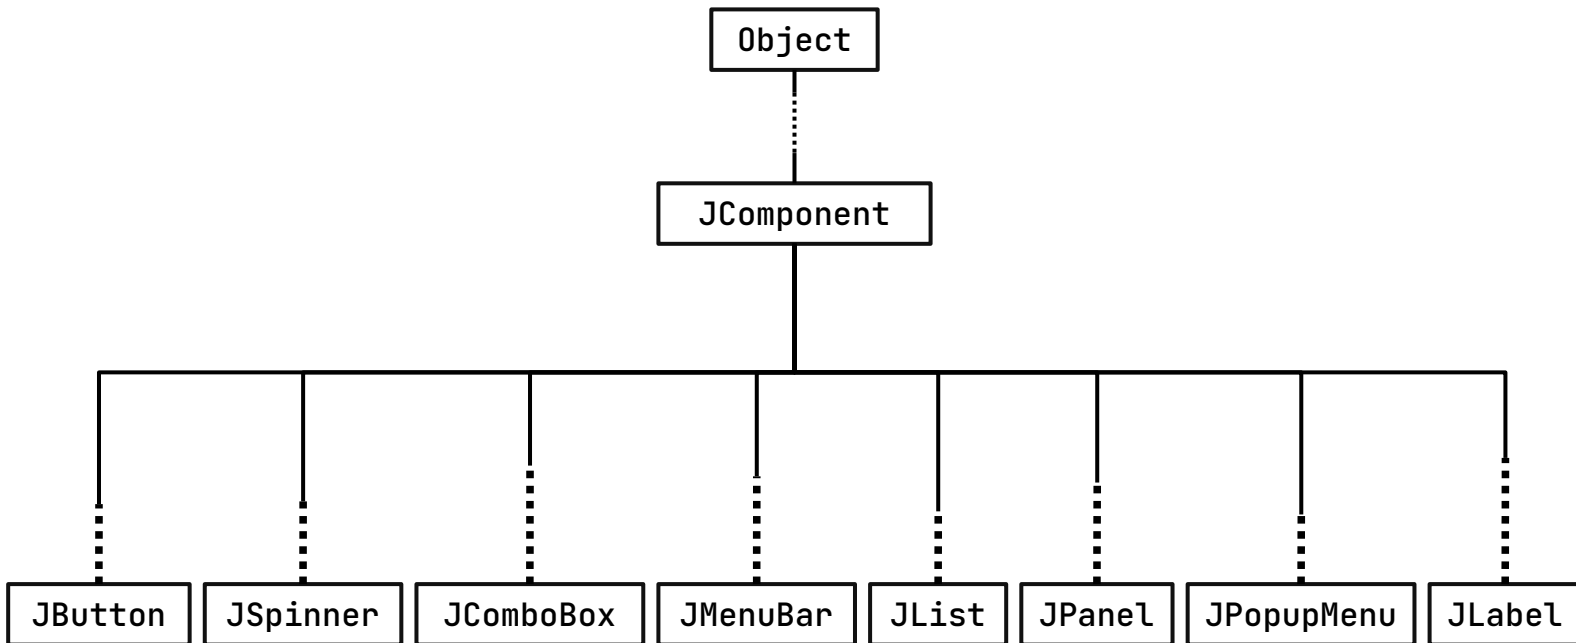 Object
JComponent
JButton
JSpinner
JComboBox
JMenuBar
JList
JPanel
JPopupMenu
JLabel